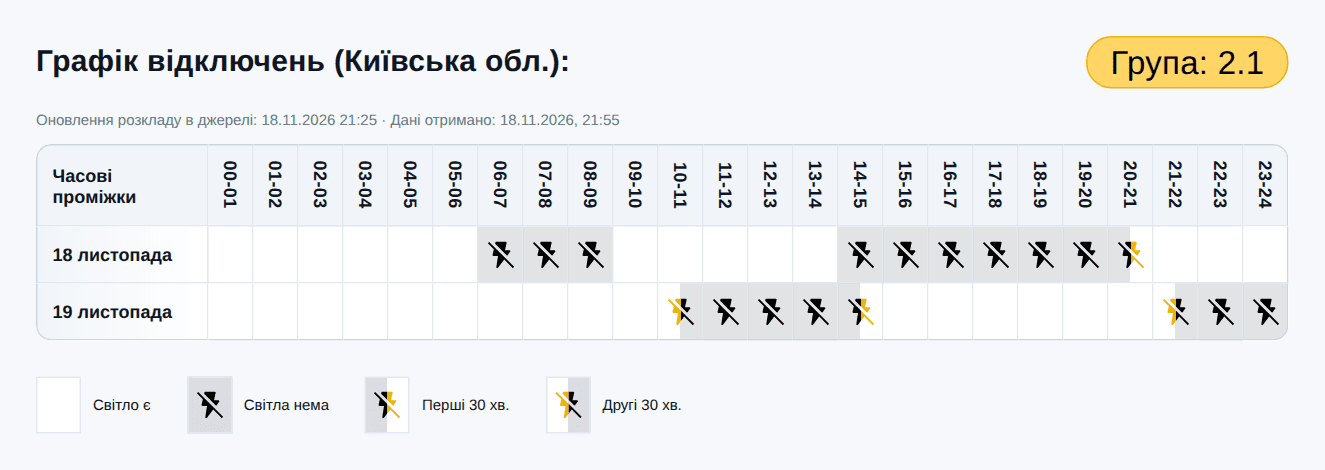 Графік відключень (Київська обл.):
Група: 2.1
Оновлення розкладу в джерелі: 18.11.2026 21:25 · Дані отримано: 18.11.2026, 21:55
Часові
проміжки
00-01
01-02
02-03
03-04
04-05
05-06
06-07
07-08
08-09
09-10
10-11
11-12
12-13
13-14
14-15
15-16
16-17
17-18
18-19
19-20
20-21
21-22
22-23
23-24
18 листопада
19 листопада
Світло є
Світла нема
Перші 30 хв.
Другі 30 хв.